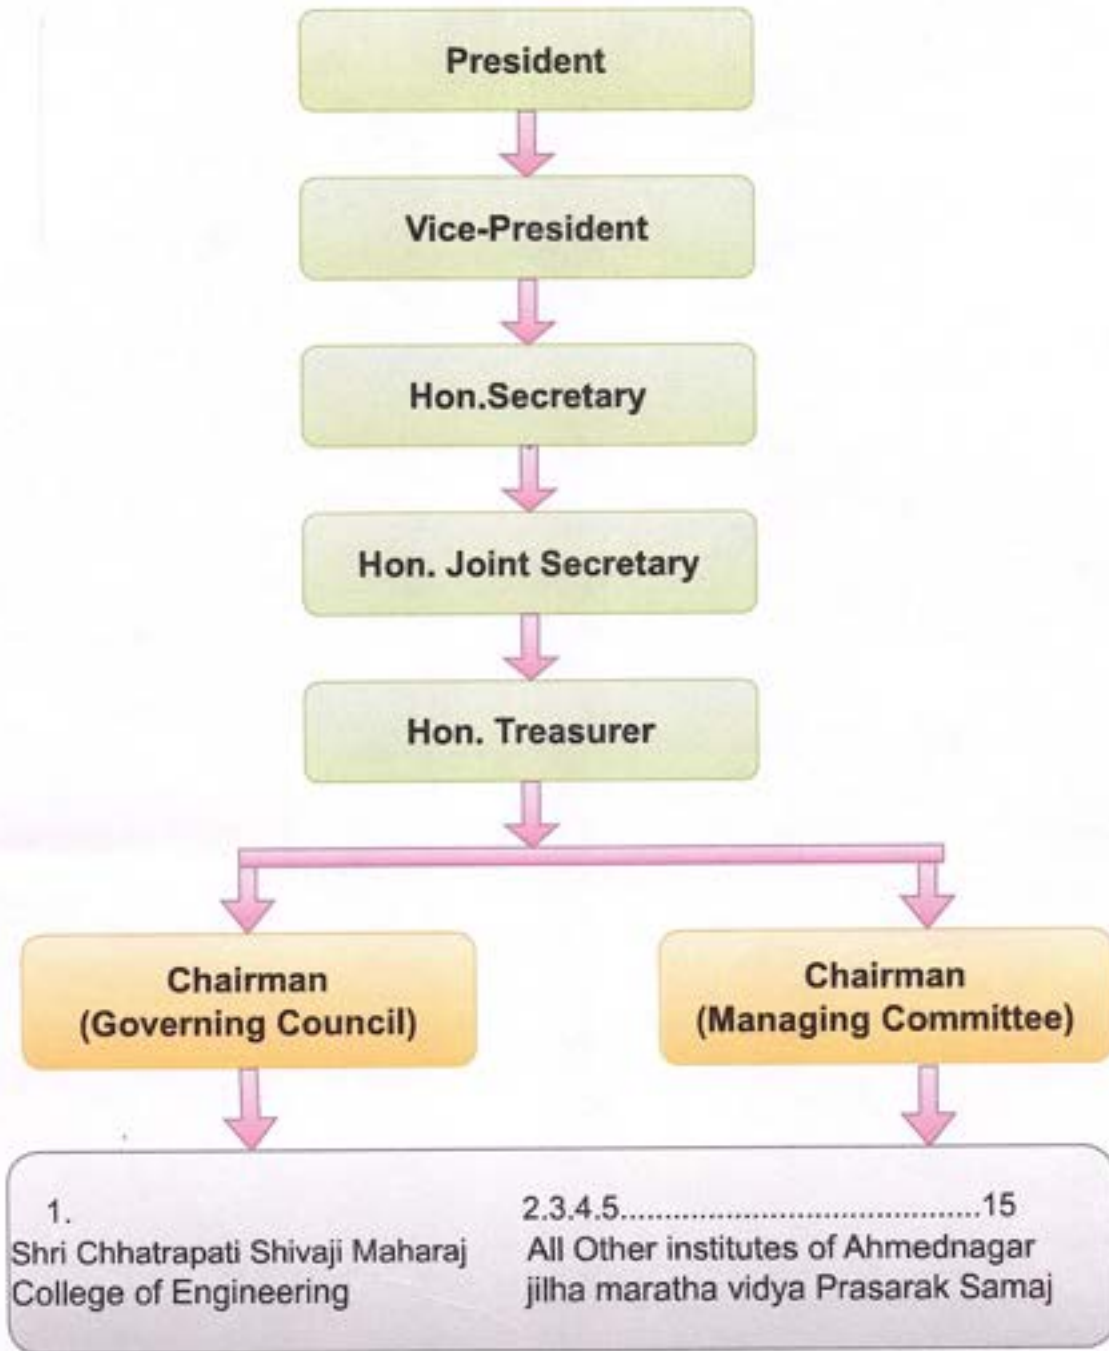 President
Vice-President
Hon.Secretary
Hon. Joint Secretary
Hon. Treasurer
Chairman
(Governing Council)
Chairman
(Managing Committee)
1.
Shri Chhatrapati Shivaji Maharaj
College of Engineering
2.3.4.5........................................15
All Other institutes of Ahmednagar
jilha maratha vidya Prasarak Samaj